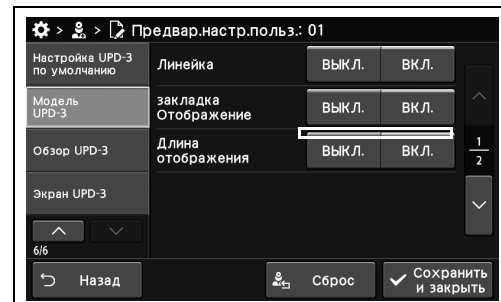 > > Предвар.настр.польз.: 01
Настройка UPD-3
по умолчанию
Линейка
ВЫКЛ.
ВКЛ.
Модель
UPD-3
закладка
Отображение
ВЫКЛ.
ВКЛ.
Обзор UPD-3
Длина
отображения
ВЫКЛ.
ВКЛ.
1
2
Экран UPD-3
6/6
Назад
Сброс
Сохранить
и закрыть